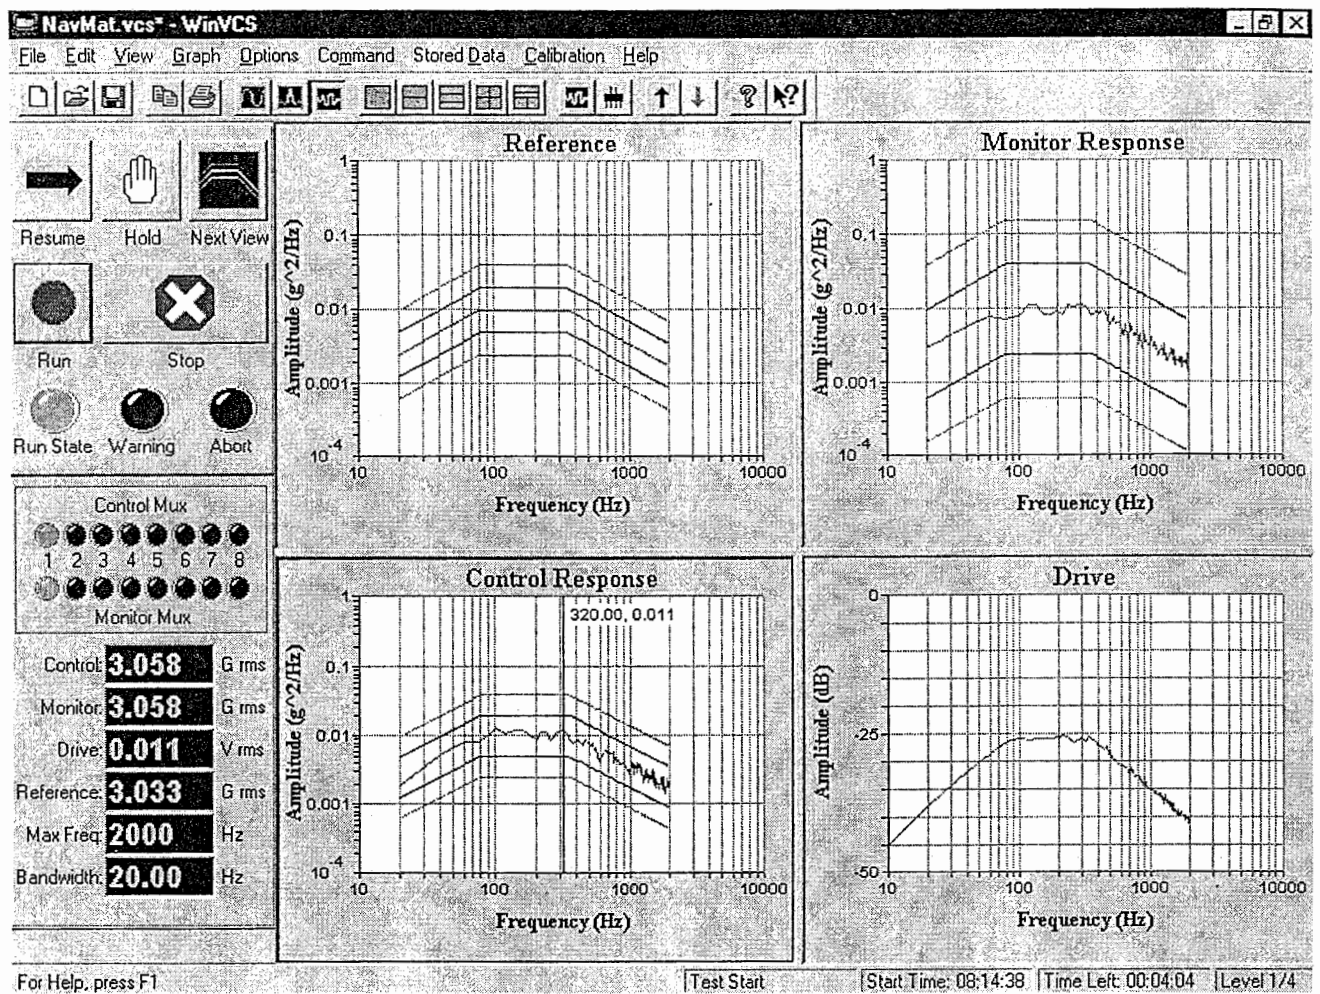 NavMat.vcs* - WinVCS
File Edit View Graph Options Command Stored Data Calibration Help
Resume Hold Next View
Run Stop
Run State Warning Abort
Control Mux
1 2 3 4 5 6 7 8
Monitor Mux
Control: 3.058 G rms
Monitor: 3.058 G rms
Drive: 0.011 V rms
Reference: 3.033 G rms
Max Freq: 2000 Hz
Bandwidth: 20.00 Hz
Reference
Amplitude (g^2/Hz)
1
0.1
0.01
0.001
10^-4
10 100 1000 10000
Frequency (Hz)
Monitor Response
Amplitude (g^2/Hz)
1
0.1
0.01
0.001
10^-4
10 100 1000 10000
Frequency (Hz)
Control Response
320.00, 0.011
Amplitude (g^2/Hz)
1
0.1
0.01
0.001
10^-4
10 100 1000 10000
Frequency (Hz)
Drive
Amplitude (dB)
0
-25
-50
10 100 1000 10000
Frequency (Hz)
For Help, press F1 Test Start Start Time: 08:14:38 Time Left: 00:04:04 Level 1/4